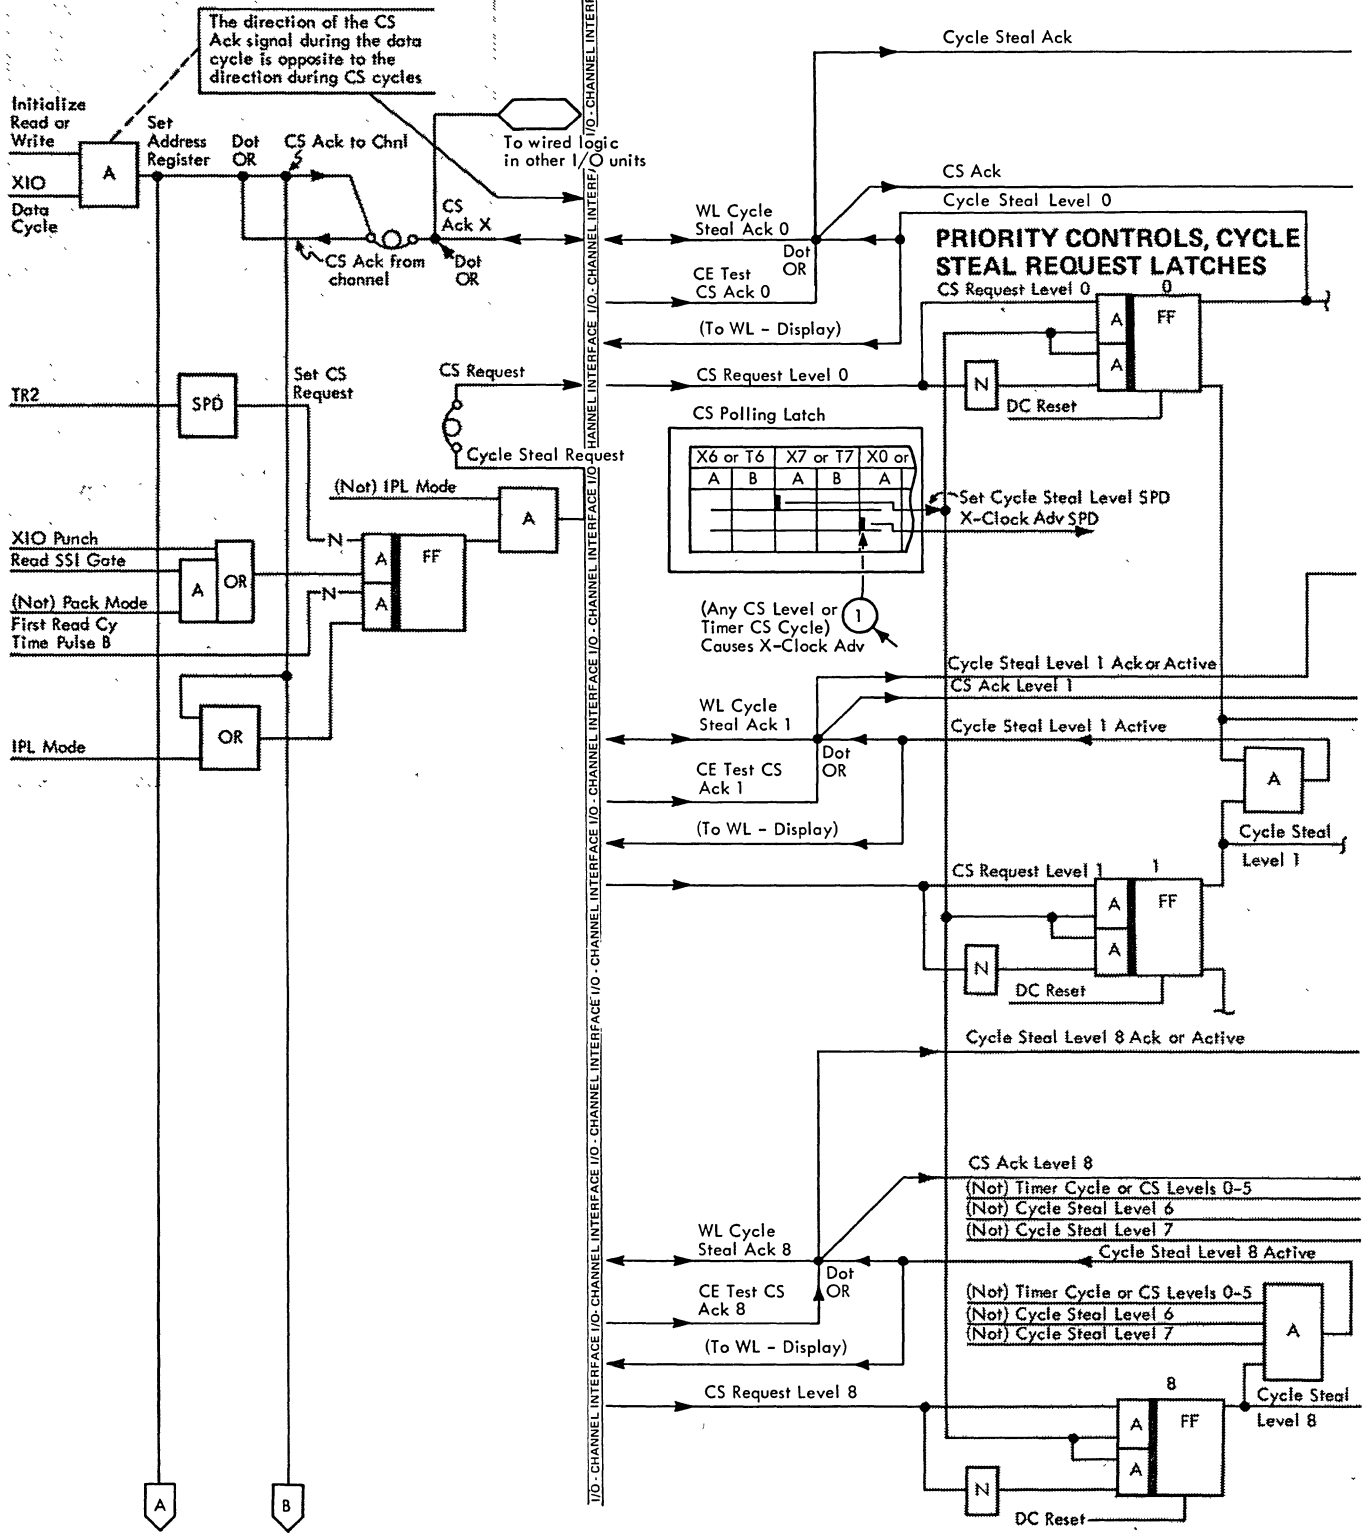 The direction of the CS
Ack signal during the data
cycle is opposite to the
direction during CS cycles
Initialize
Read or
Write
XIO
Data
Cycle
A
Set
Address
Register
Dot
OR
CS Ack to Chnl
To wired logic
in other I/O units
CS
Ack X
CS Ack from
channel
Dot
OR
TR2
SPD
Set CS
Request
CS Request
Cycle Steal Request
(Not) IPL Mode
A
XIO Punch
Read SSI Gate
A
OR
(Not) Pack Mode
First Read Cy
Time Pulse B
N
N
A
A
FF
IPL Mode
OR
A
B
I/O - CHANNEL INTERFACE I/O - CHANNEL INTERFACE I/O - CHANNEL INTERFACE I/O - CHANNEL INTERFACE I/O - CHANNEL INTERFACE I/O - CHANNEL INTERFACE I/O - CHANNEL INTERFACE
Cycle Steal Ack
CS Ack
Cycle Steal Level 0
WL Cycle
Steal Ack 0
Dot
OR
CE Test
CS Ack 0
(To WL - Display)
PRIORITY CONTROLS, CYCLE
STEAL REQUEST LATCHES
CS Request Level 0
0
A
A
FF
CS Request Level 0
N
DC Reset
CS Polling Latch
X6 or T6
X7 or T7
X0 or
A
B
A
B
A
Set Cycle Steal Level SPD
X-Clock Adv SPD
(Any CS Level or
Timer CS Cycle)
Causes X-Clock Adv
1
Cycle Steal Level 1 Ack or Active
CS Ack Level 1
WL Cycle
Steal Ack 1
Dot
OR
Cycle Steal Level 1 Active
CE Test CS
Ack 1
(To WL - Display)
A
Cycle Steal
Level 1
CS Request Level 1
1
A
A
FF
N
DC Reset
Cycle Steal Level 8 Ack or Active
CS Ack Level 8
(Not) Timer Cycle or CS Levels 0-5
(Not) Cycle Steal Level 6
(Not) Cycle Steal Level 7
WL Cycle
Steal Ack 8
Dot
OR
Cycle Steal Level 8 Active
CE Test CS
Ack 8
(Not) Timer Cycle or CS Levels 0-5
(Not) Cycle Steal Level 6
(Not) Cycle Steal Level 7
A
(To WL - Display)
CS Request Level 8
8
A
A
FF
Cycle Steal
Level 8
N
DC Reset